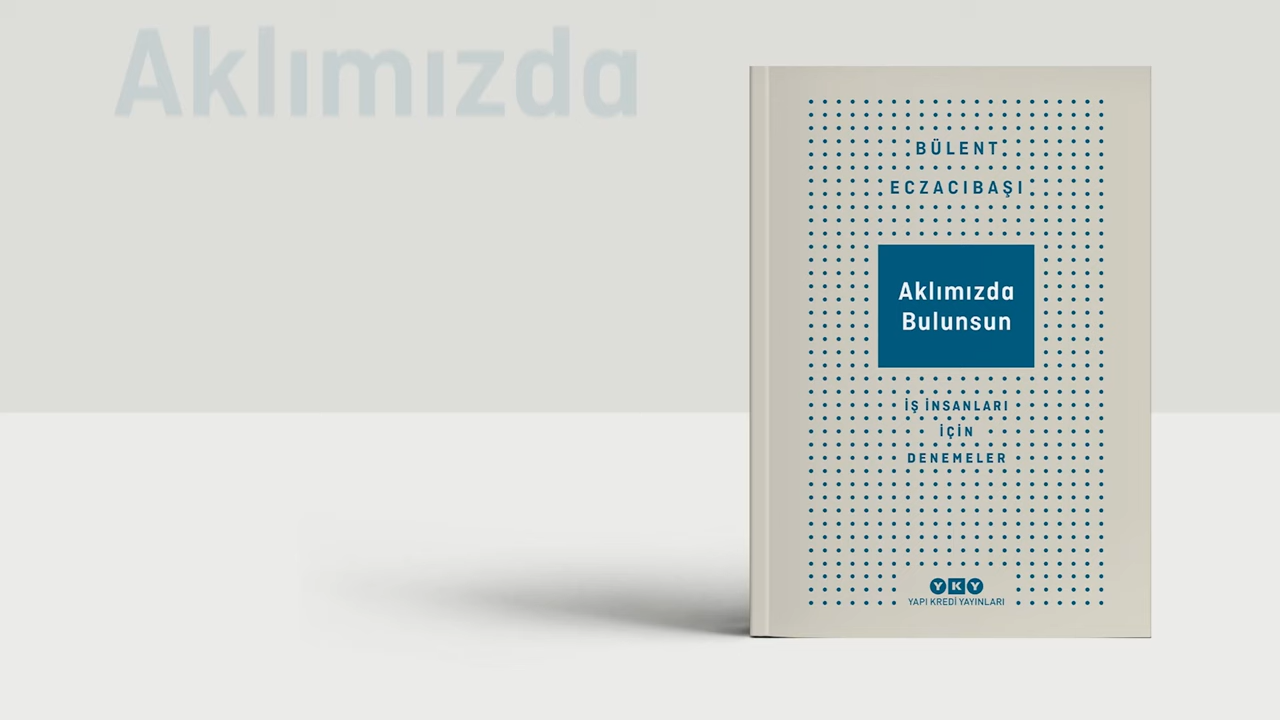 Aklımızda
BÜLENT
ECZACIBAŞI
Aklımızda
Bulunsun
İŞ İNSANLARI
İÇİN
DENEMELER
YKY
YAPI KREDİ YAYINLARI